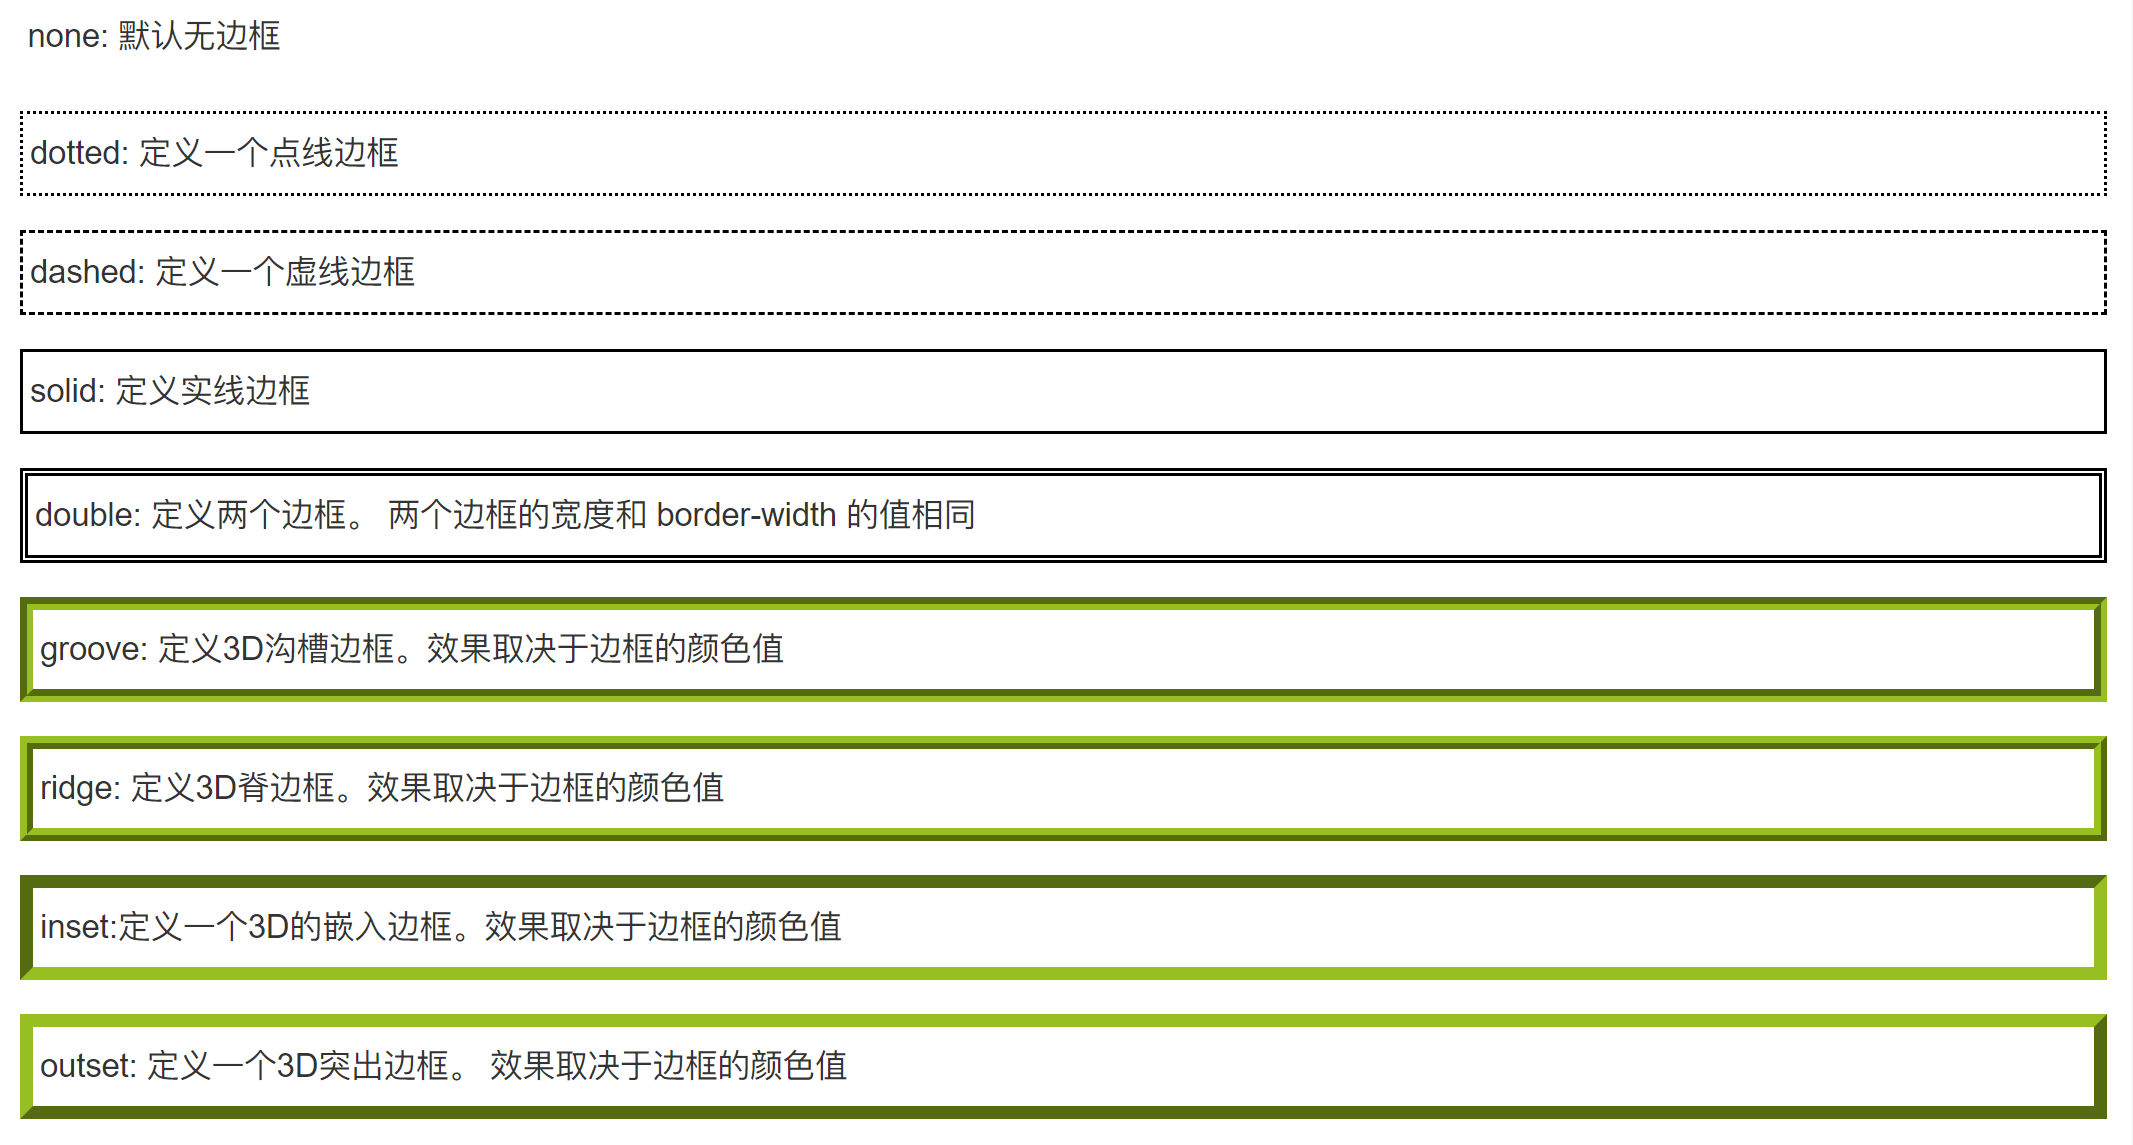 none: 默认无边框
dotted: 定义一个点线边框
dashed: 定义一个虚线边框
solid: 定义实线边框
double: 定义两个边框。 两个边框的宽度和 border-width 的值相同
groove: 定义3D沟槽边框。效果取决于边框的颜色值
ridge: 定义3D脊边框。效果取决于边框的颜色值
inset:定义一个3D的嵌入边框。效果取决于边框的颜色值
outset: 定义一个3D突出边框。 效果取决于边框的颜色值